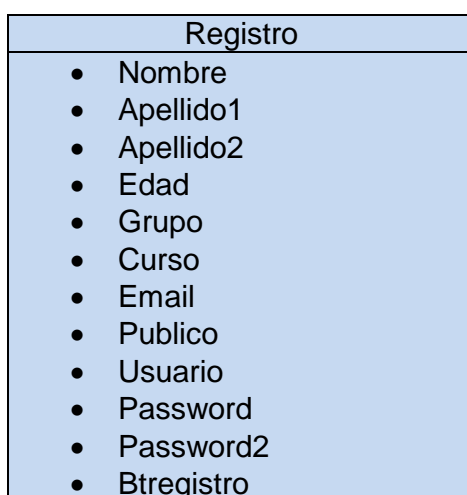 Registro
• Nombre
• Apellido1
• Apellido2
• Edad
• Grupo
• Curso
• Email
• Publico
• Usuario
• Password
• Password2
• Btregistro